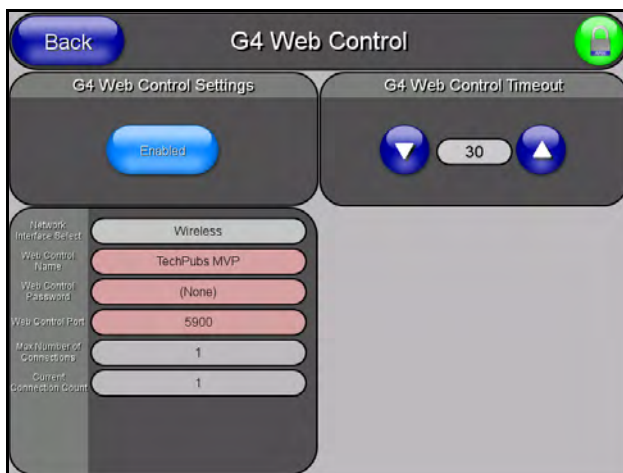 Back
G4 Web Control
G4 Web Control Settings
Enabled
G4 Web Control Timeout
30
Network
Interface Select
Wireless
Web Control
Name
TechPubs MVP
Web Control
Password
(None)
Web Control Port
5900
Max Number of
Connections
1
Current
Connection Count
1